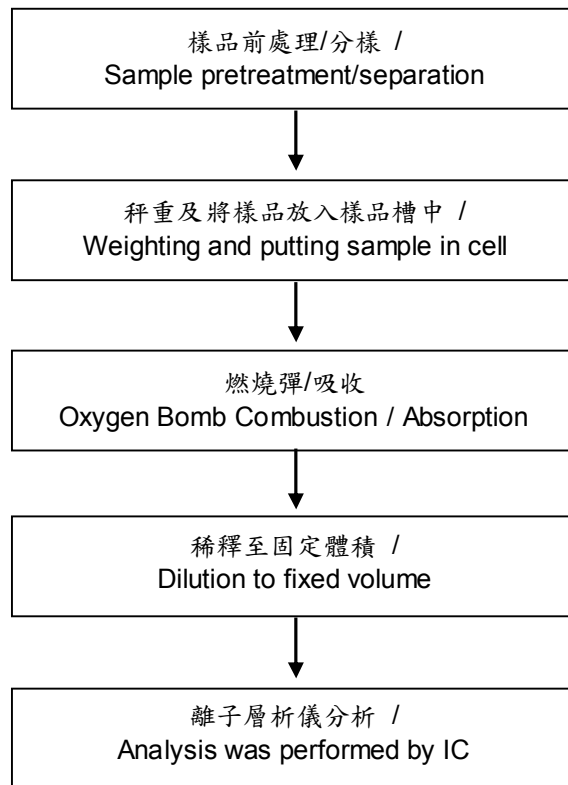 樣品前處理/分樣 /
Sample pretreatment/separation
秤重及將樣品放入樣品槽中 /
Weighting and putting sample in cell
燃燒彈/吸收
Oxygen Bomb Combustion / Absorption
稀釋至固定體積 /
Dilution to fixed volume
離子層析儀分析 /
Analysis was performed by IC